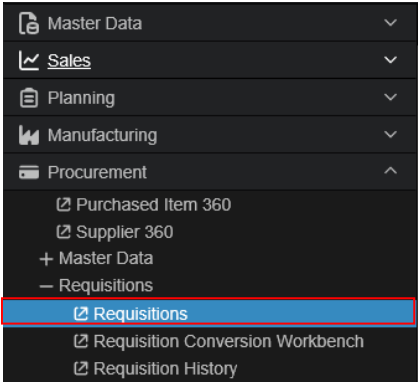 Master Data
Sales
Planning
Manufacturing
Procurement
Purchased Item 360
Supplier 360
Master Data
Requisitions
Requisitions
Requisition Conversion Workbench
Requisition History